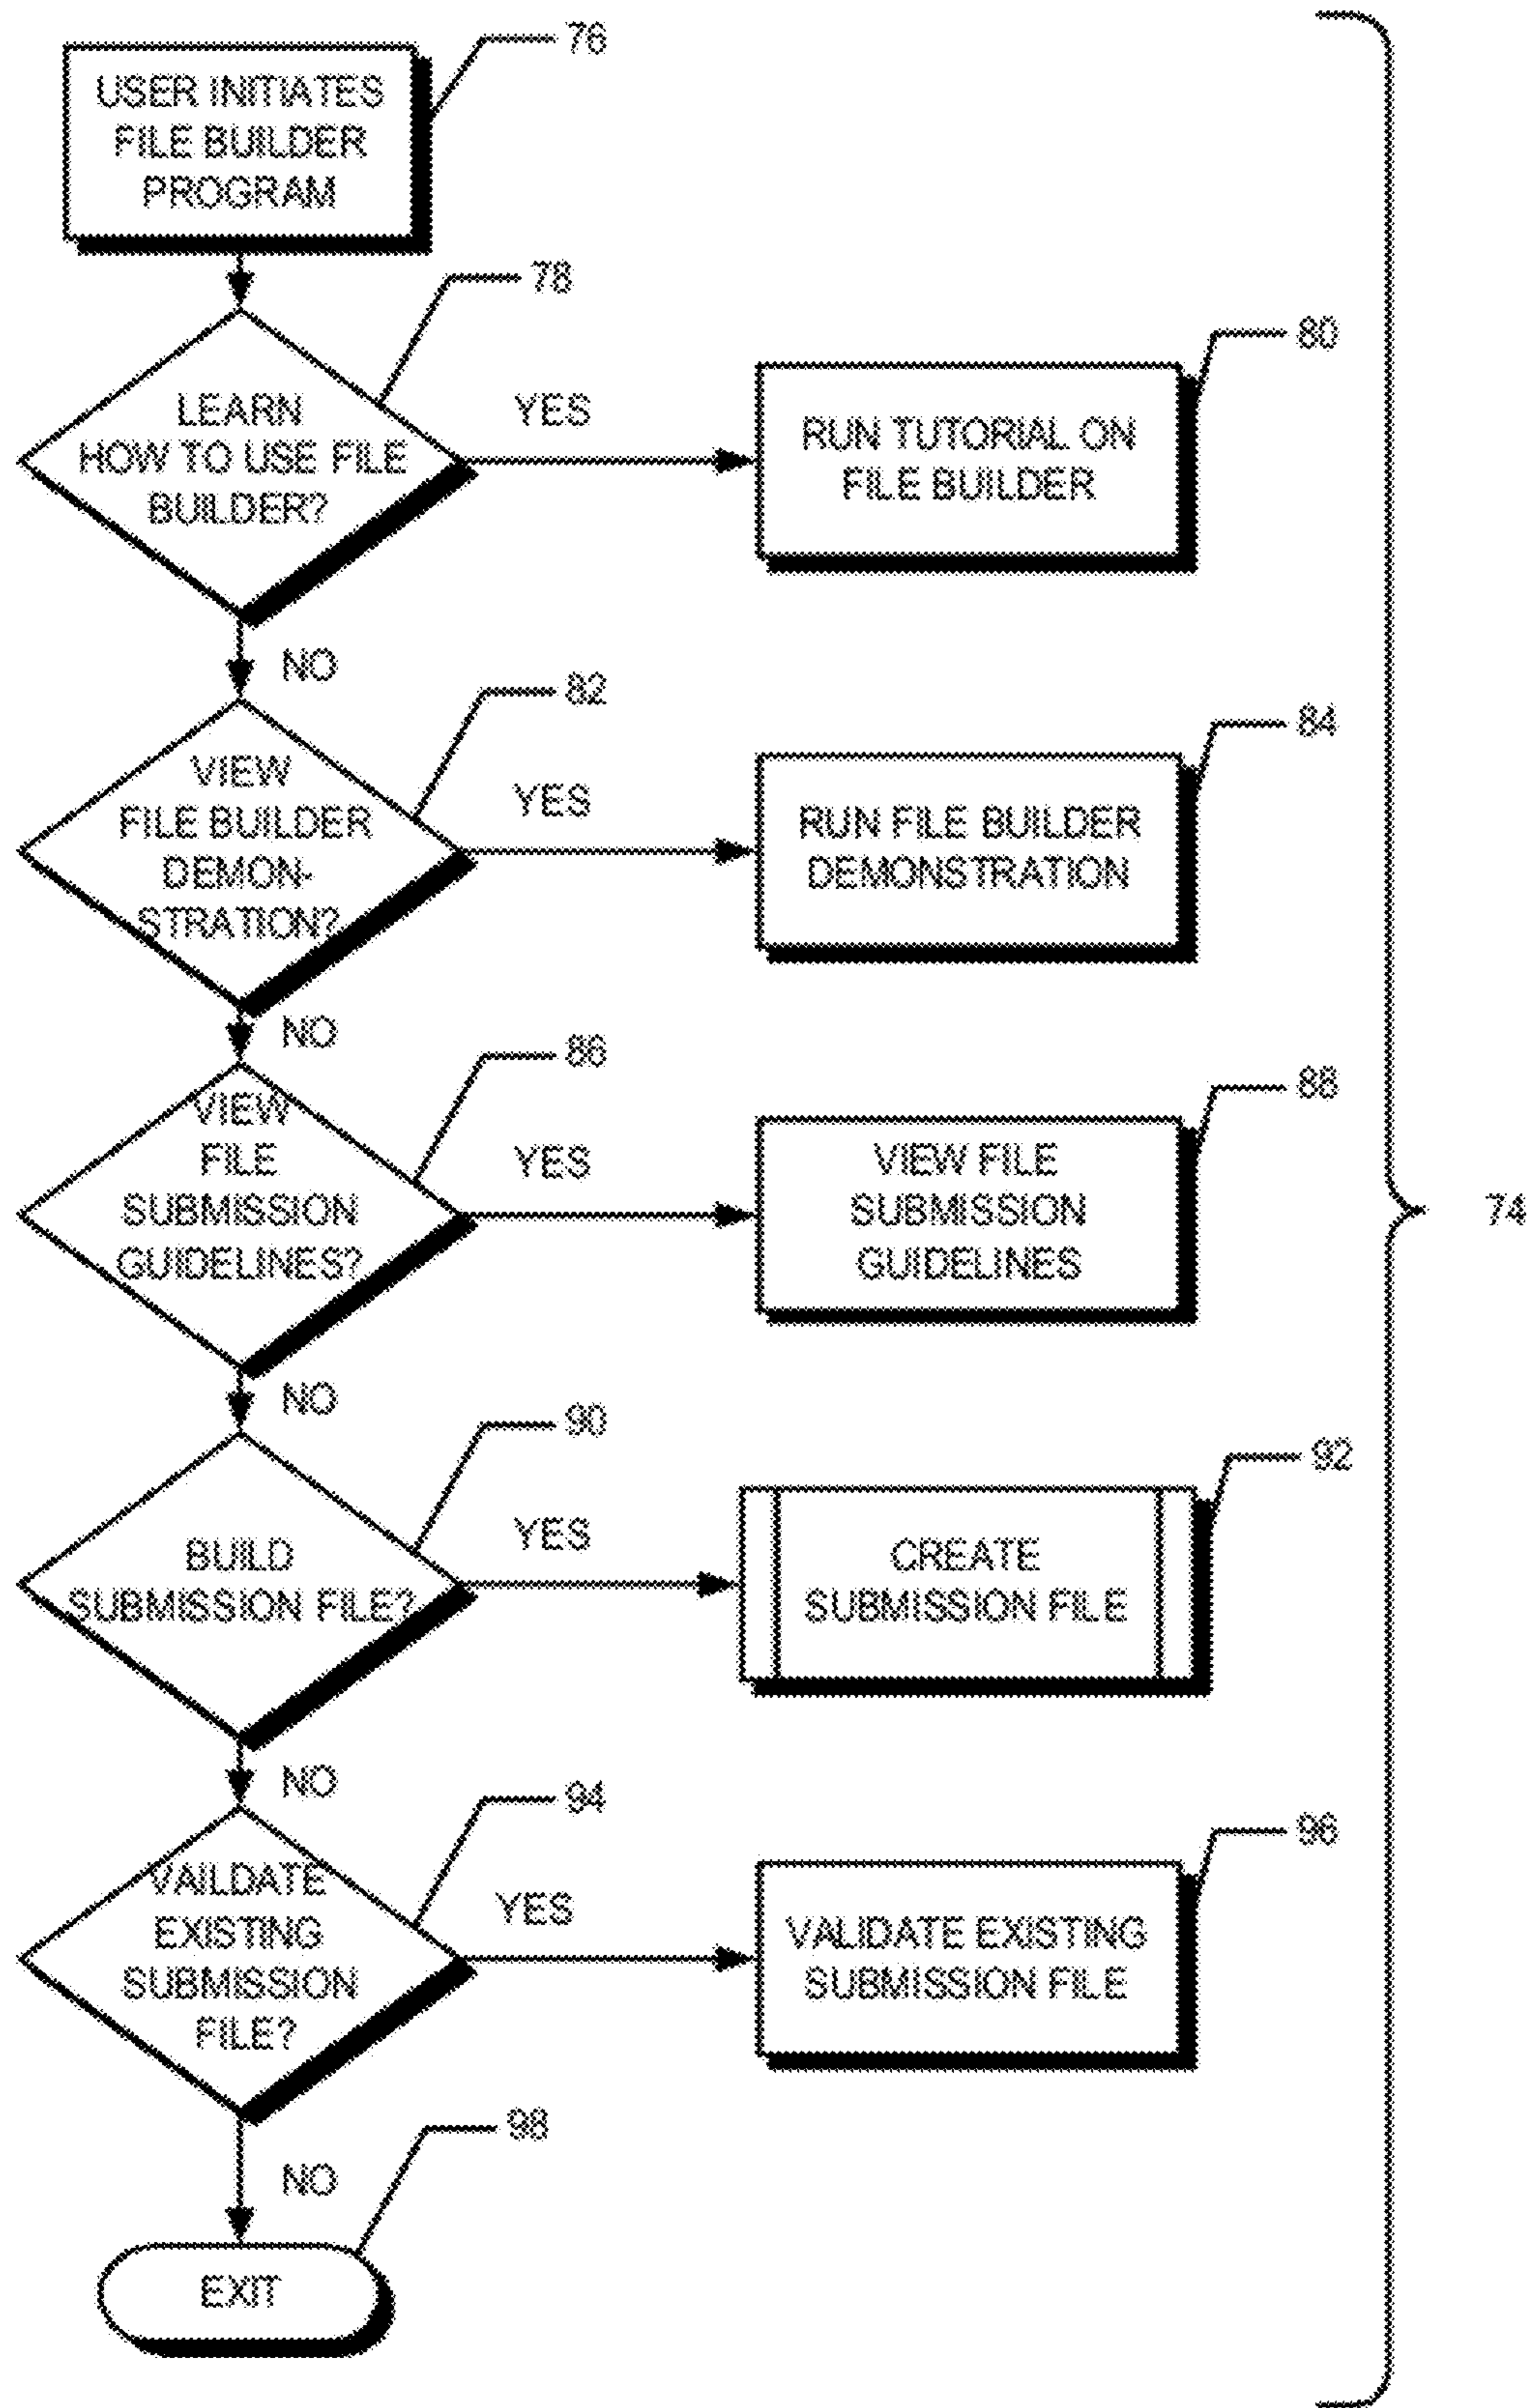 76
USER INITIATES
FILE BUILDER
PROGRAM
78
LEARN
HOW TO USE FILE
BUILDER?
YES
80
RUN TUTORIAL ON
FILE BUILDER
NO
82
VIEW
FILE BUILDER
DEMON-
STRATION?
YES
84
RUN FILE BUILDER
DEMONSTRATION
NO
86
VIEW
FILE
SUBMISSION
GUIDELINES?
YES
88
VIEW FILE
SUBMISSION
GUIDELINES
74
NO
90
BUILD
SUBMISSION FILE?
YES
92
CREATE
SUBMISSION FILE
NO
94
VAILDATE
EXISTING
SUBMISSION
FILE?
YES
96
VALIDATE EXISTING
SUBMISSION FILE
NO
98
EXIT